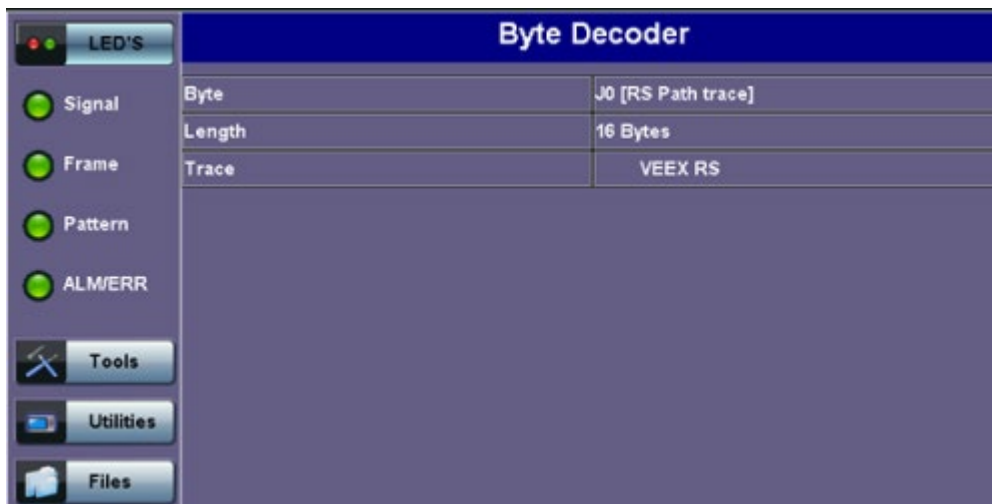 LED'S
Byte Decoder
Signal
Byte
J0 [RS Path trace]
Length
16 Bytes
Frame
Trace
VEEX RS
Pattern
ALM/ERR
Tools
Utilities
Files